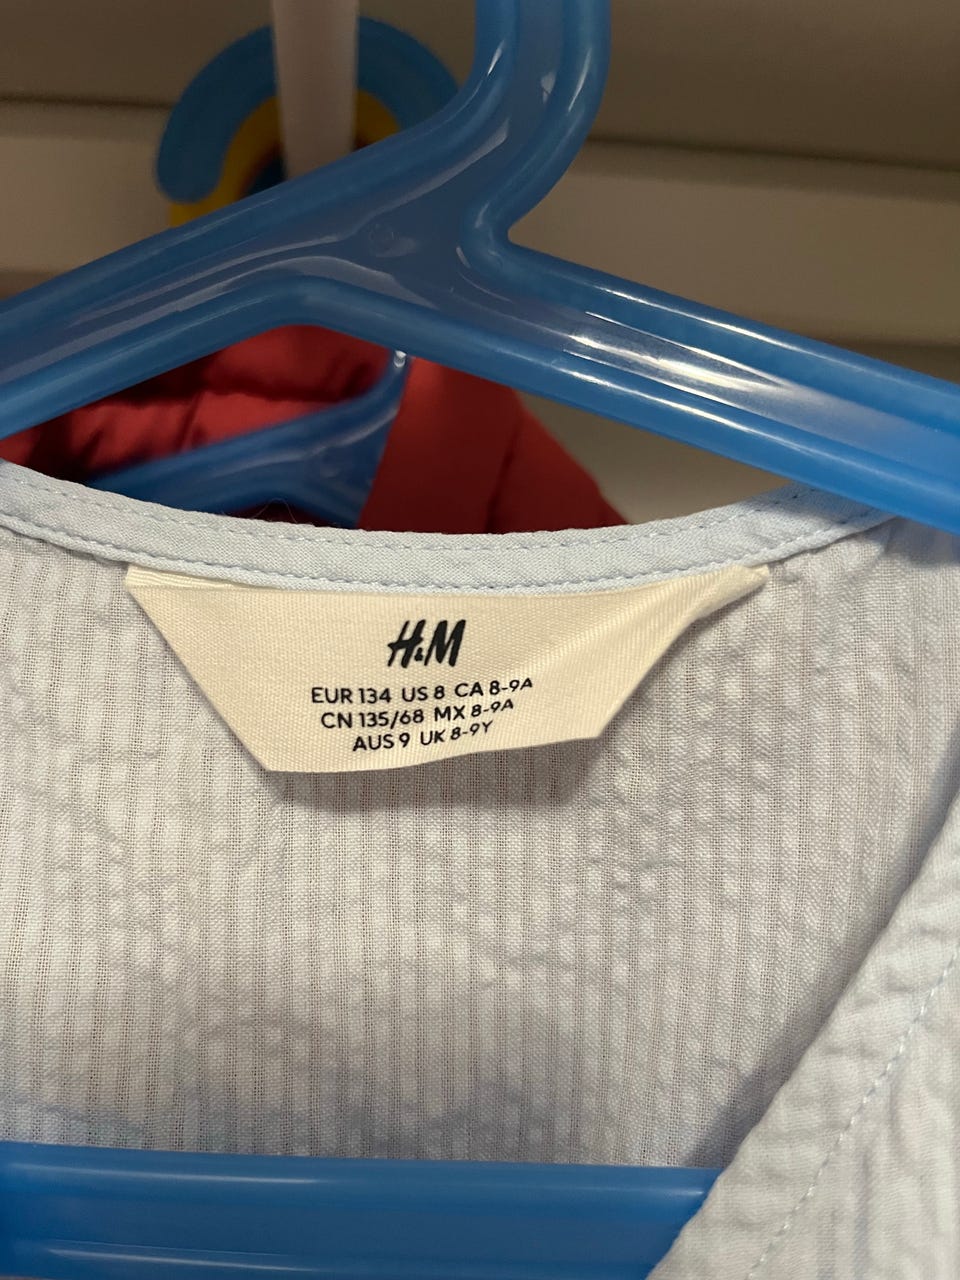 H&M
EUR 134 US 8 CA 8-9A
CN 135/68 MX 8-9A
AUS 9 UK 8-9Y